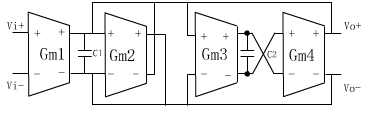 Vi+
Vi-
+
-
Gm1
+
-
C1
+
-
Gm2
+
-
+
-
Gm3
+
-
C2
+
-
Gm4
+
-
Vo+
Vo-